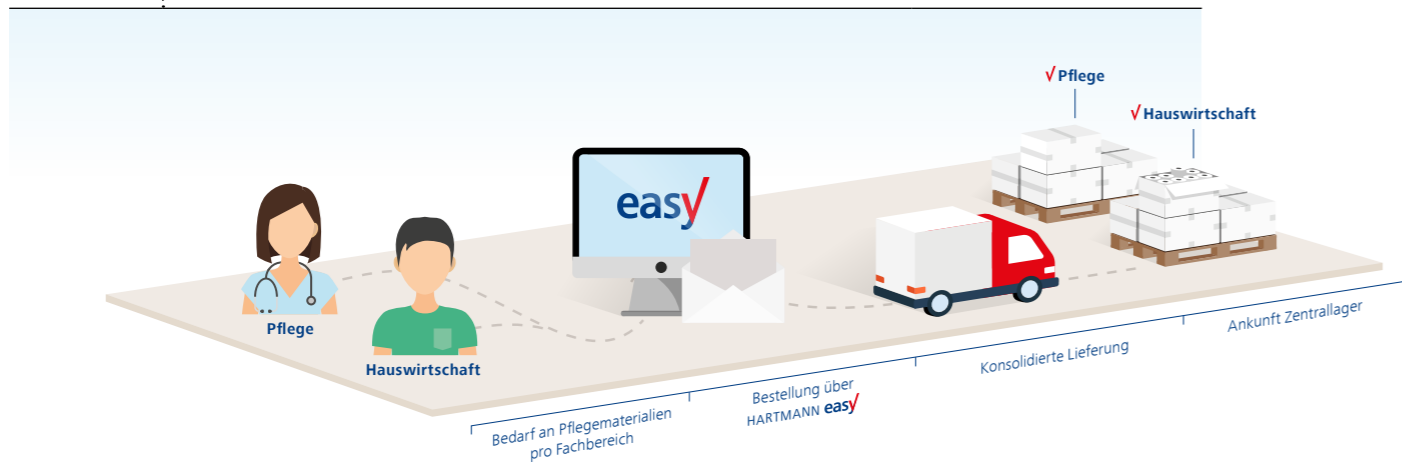 √ Pflege
√ Hauswirtschaft
easy
Pflege
Hauswirtschaft
Bedarf an Pflegematerialien
pro Fachbereich
Bestellung über
HARTMANN easy
Konsolidierte Lieferung
Ankunft Zentrallager